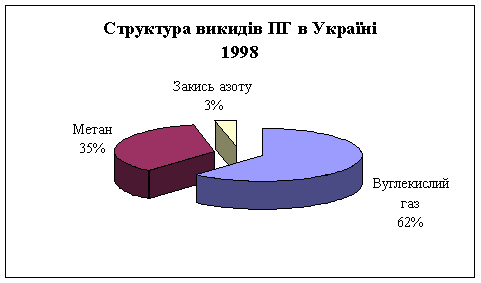 Структура викидів ПГ в Україні
1998
Закись азоту
3%
Метан
35%
Вуглекислий
газ
62%